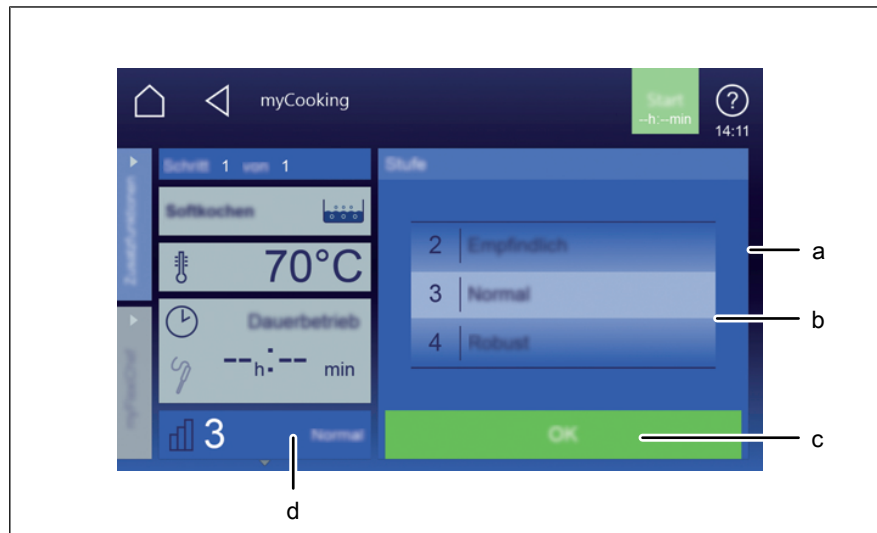 myCooking
Start
--h:--min
14:11
Zusatzfunktionen
Schritt 1 von 1
Stufe
Softkochen
70°C
Dauerbetrieb
--h:-- min
3 Normal
2 Empfindlich
3 Normal
4 Robust
OK
a
b
c
d